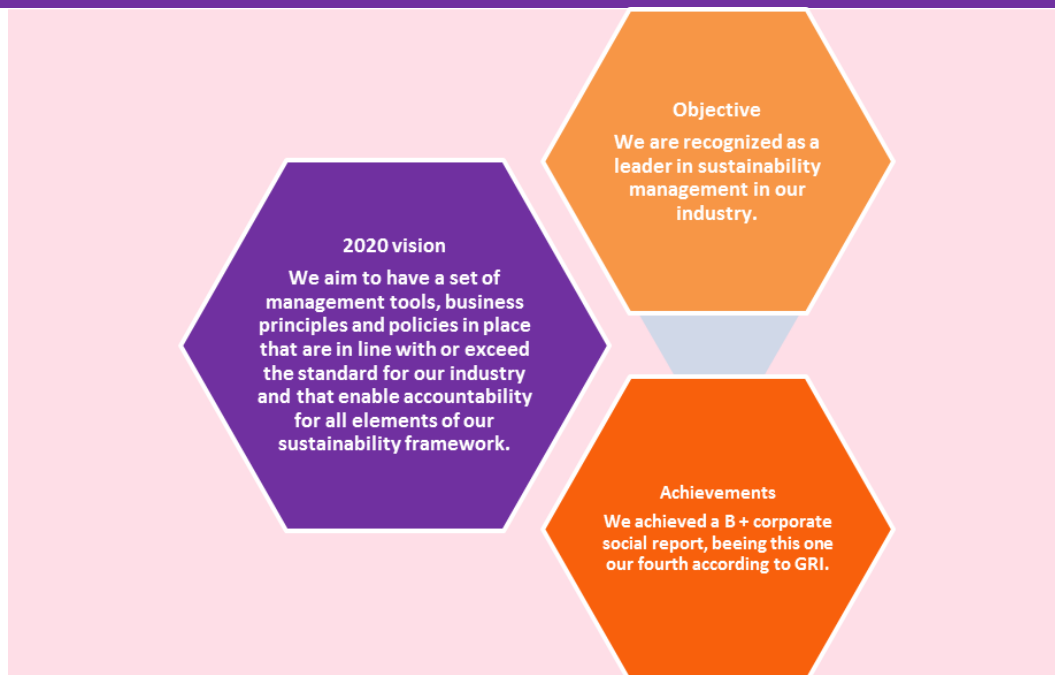 2020 vision
We aim to have a set of
management tools, business
principles and policies in place
that are in line with or exceed
the standard for our industry
and that enable accountability
for all elements of our
sustainability framework.
Objective
We are recognized as a
leader in sustainability
management in our
industry.
Achievements
We achieved a B + corporate
social report, beeing this one
our fourth according to GRI.